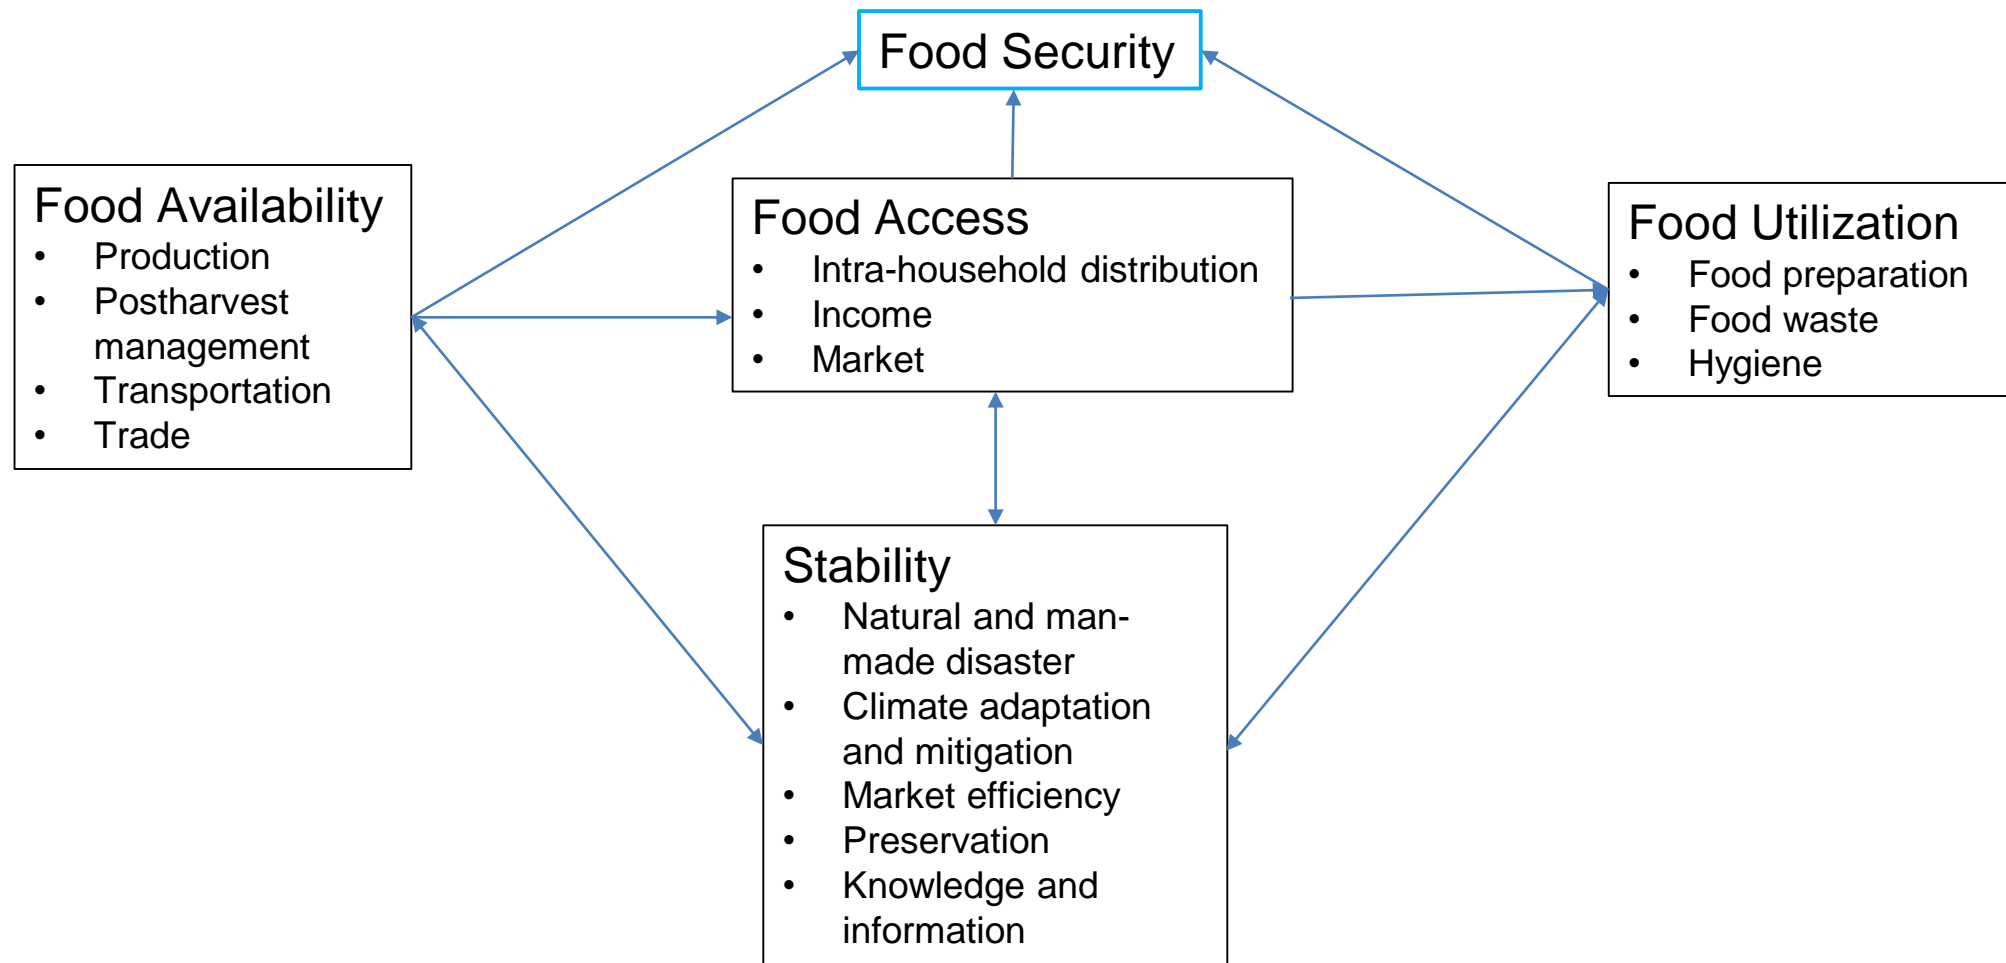 Food Security
Food Availability
• Production
• Postharvest
management
• Transportation
• Trade
Food Access
• Intra-household distribution
• Income
• Market
Food Utilization
• Food preparation
• Food waste
• Hygiene
Stability
• Natural and man-
made disaster
• Climate adaptation
and mitigation
• Market efficiency
• Preservation
• Knowledge and
information